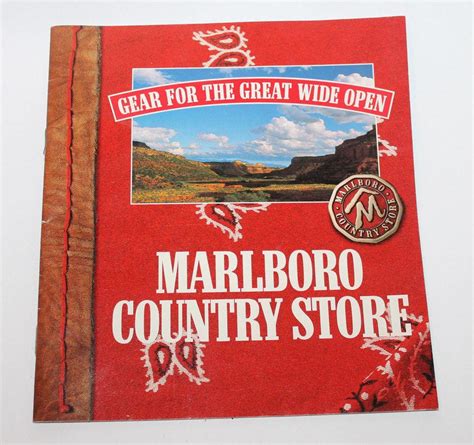 GEAR FOR THE GREAT WIDE OPEN
MARLBORO
COUNTRY STORE
M
MARLBORO
COUNTRY STORE